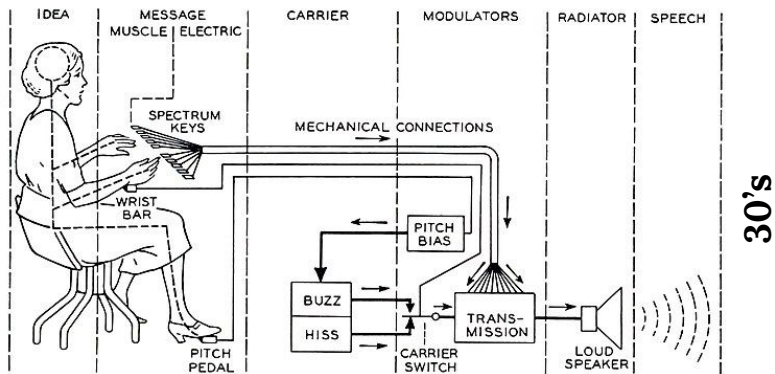 IDEA
MESSAGE
MUSCLE ELECTRIC
CARRIER
MODULATORS
RADIATOR
SPEECH
SPECTRUM
KEYS
MECHANICAL CONNECTIONS
WRIST
BAR
PITCH
BIAS
BUZZ
HISS
TRANS-
MISSION
CARRIER
SWITCH
LOUD
SPEAKER
PITCH
PEDAL
30's